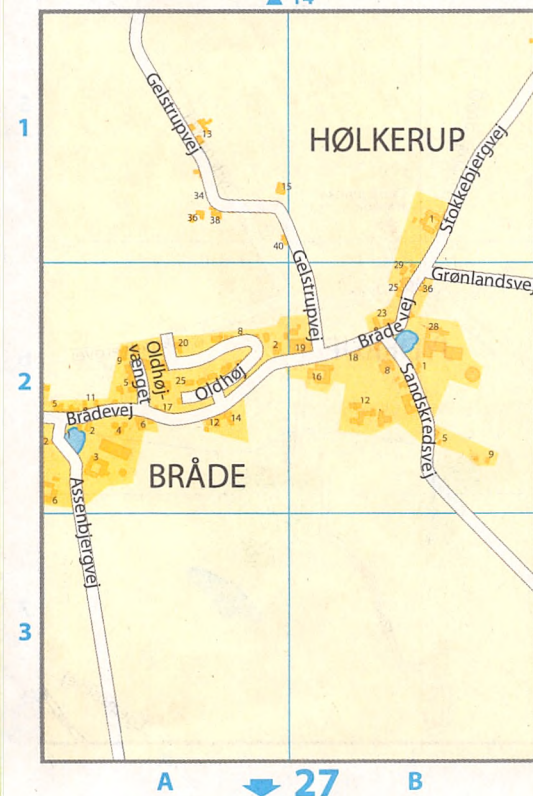 14
1
Gelstrupvej
13
HØLKERUP
Stokkebjergvej
15
34
36
38
1
40
Gelstrupvej
29
Grønlandsvej
25
36
23
28
Brådevej
8
20
2
19
18
9
Oldhøj-
vænget
2
5
25
Oldhøj
16
8
1
Sandskredsvej
11
5
17
12
Brådevej
2
4
6
12
14
2
3
5
9
BRÅDE
6
Assenbjergvej
3
A
27
B